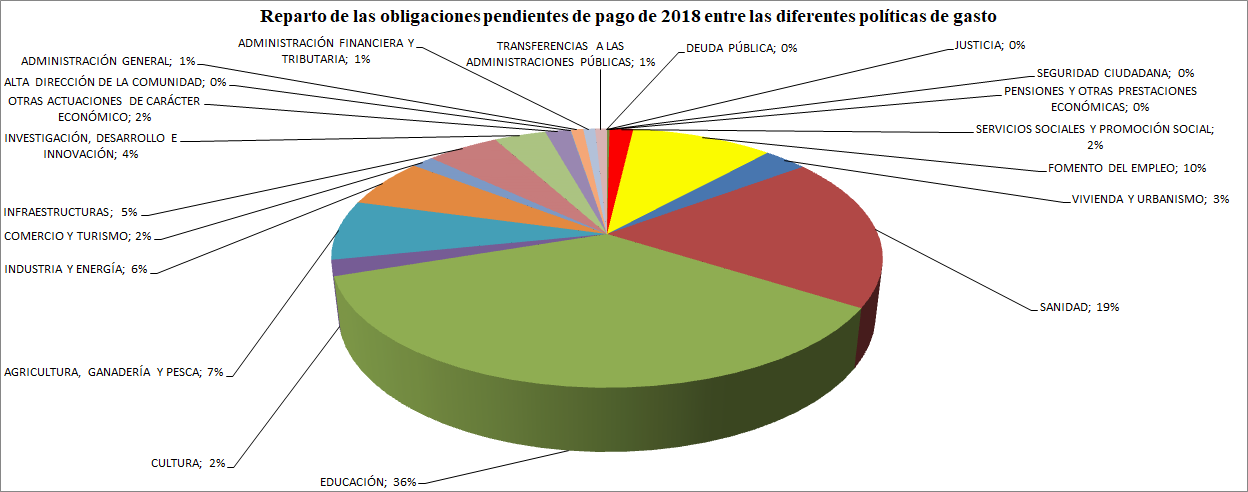 Reparto de las obligaciones pendientes de pago de 2018 entre las diferentes políticas de gasto
ADMINISTRACIÓN FINANCIERA Y
TRIBUTARIA; 1%
TRANSFERENCIAS A LAS
ADMINISTRACIONES PÚBLICAS; 1%
DEUDA PÚBLICA; 0%
JUSTICIA; 0%
ADMINISTRACIÓN GENERAL; 1%
SEGURIDAD CIUDADANA; 0%
ALTA DIRECCIÓN DE LA COMUNIDAD; 0%
PENSIONES Y OTRAS PRESTACIONES
ECONÓMICAS; 0%
OTRAS ACTUACIONES DE CARÁCTER
ECONÓMICO; 2%
SERVICIOS SOCIALES Y PROMOCIÓN SOCIAL;
2%
INVESTIGACIÓN, DESARROLLO E
INNOVACIÓN; 4%
FOMENTO DEL EMPLEO; 10%
VIVIENDA Y URBANISMO; 3%
INFRAESTRUCTURAS; 5%
COMERCIO Y TURISMO; 2%
INDUSTRIA Y ENERGÍA; 6%
SANIDAD; 19%
AGRICULTURA, GANADERÍA Y PESCA; 7%
CULTURA; 2%
EDUCACIÓN; 36%